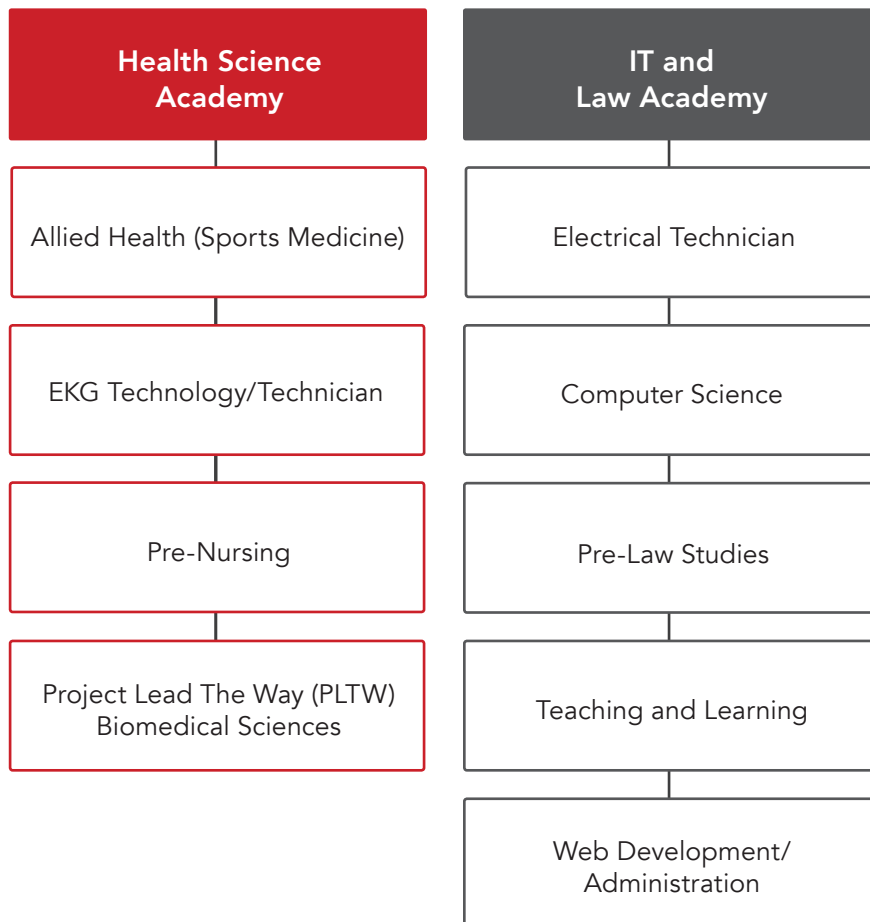 Health Science
Academy
Allied Health (Sports Medicine)
EKG Technology/Technician
Pre-Nursing
Project Lead The Way (PLTW)
Biomedical Sciences
IT and
Law Academy
Electrical Technician
Computer Science
Pre-Law Studies
Teaching and Learning
Web Development/
Administration